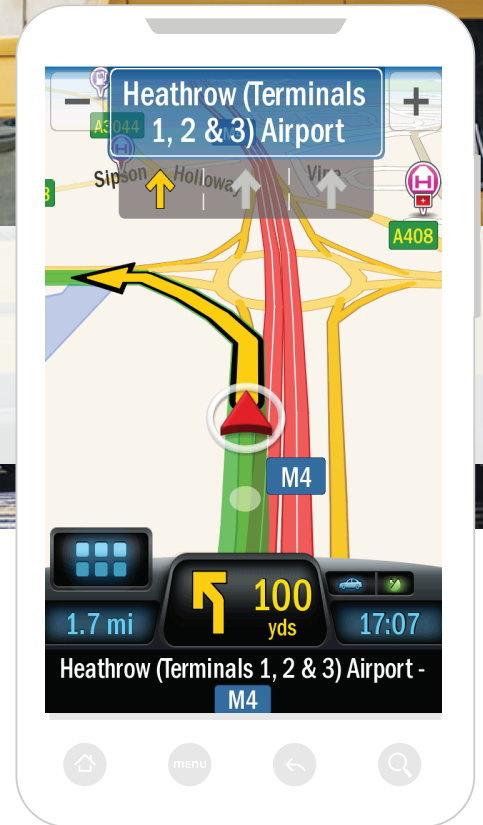 Heathrow (Terminals
1, 2 & 3) Airport
A3044
Sipson
Holloway
H
A408
M4
100
yds
1.7 mi
17:07
Heathrow (Terminals 1, 2 & 3) Airport -
M4
MENU